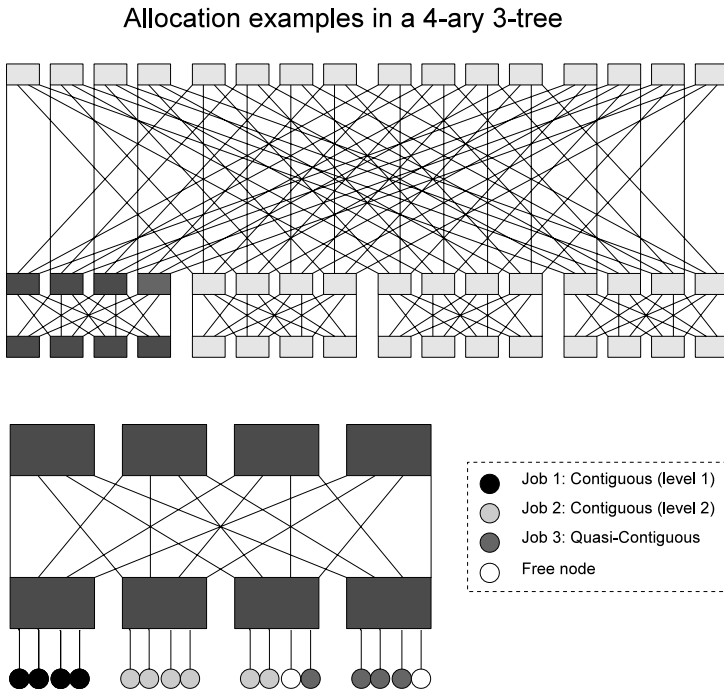 Allocation examples in a 4-ary 3-tree
Job 1: Contiguous (level 1)
Job 2: Contiguous (level 2)
Job 3: Quasi-Contiguous
Free node